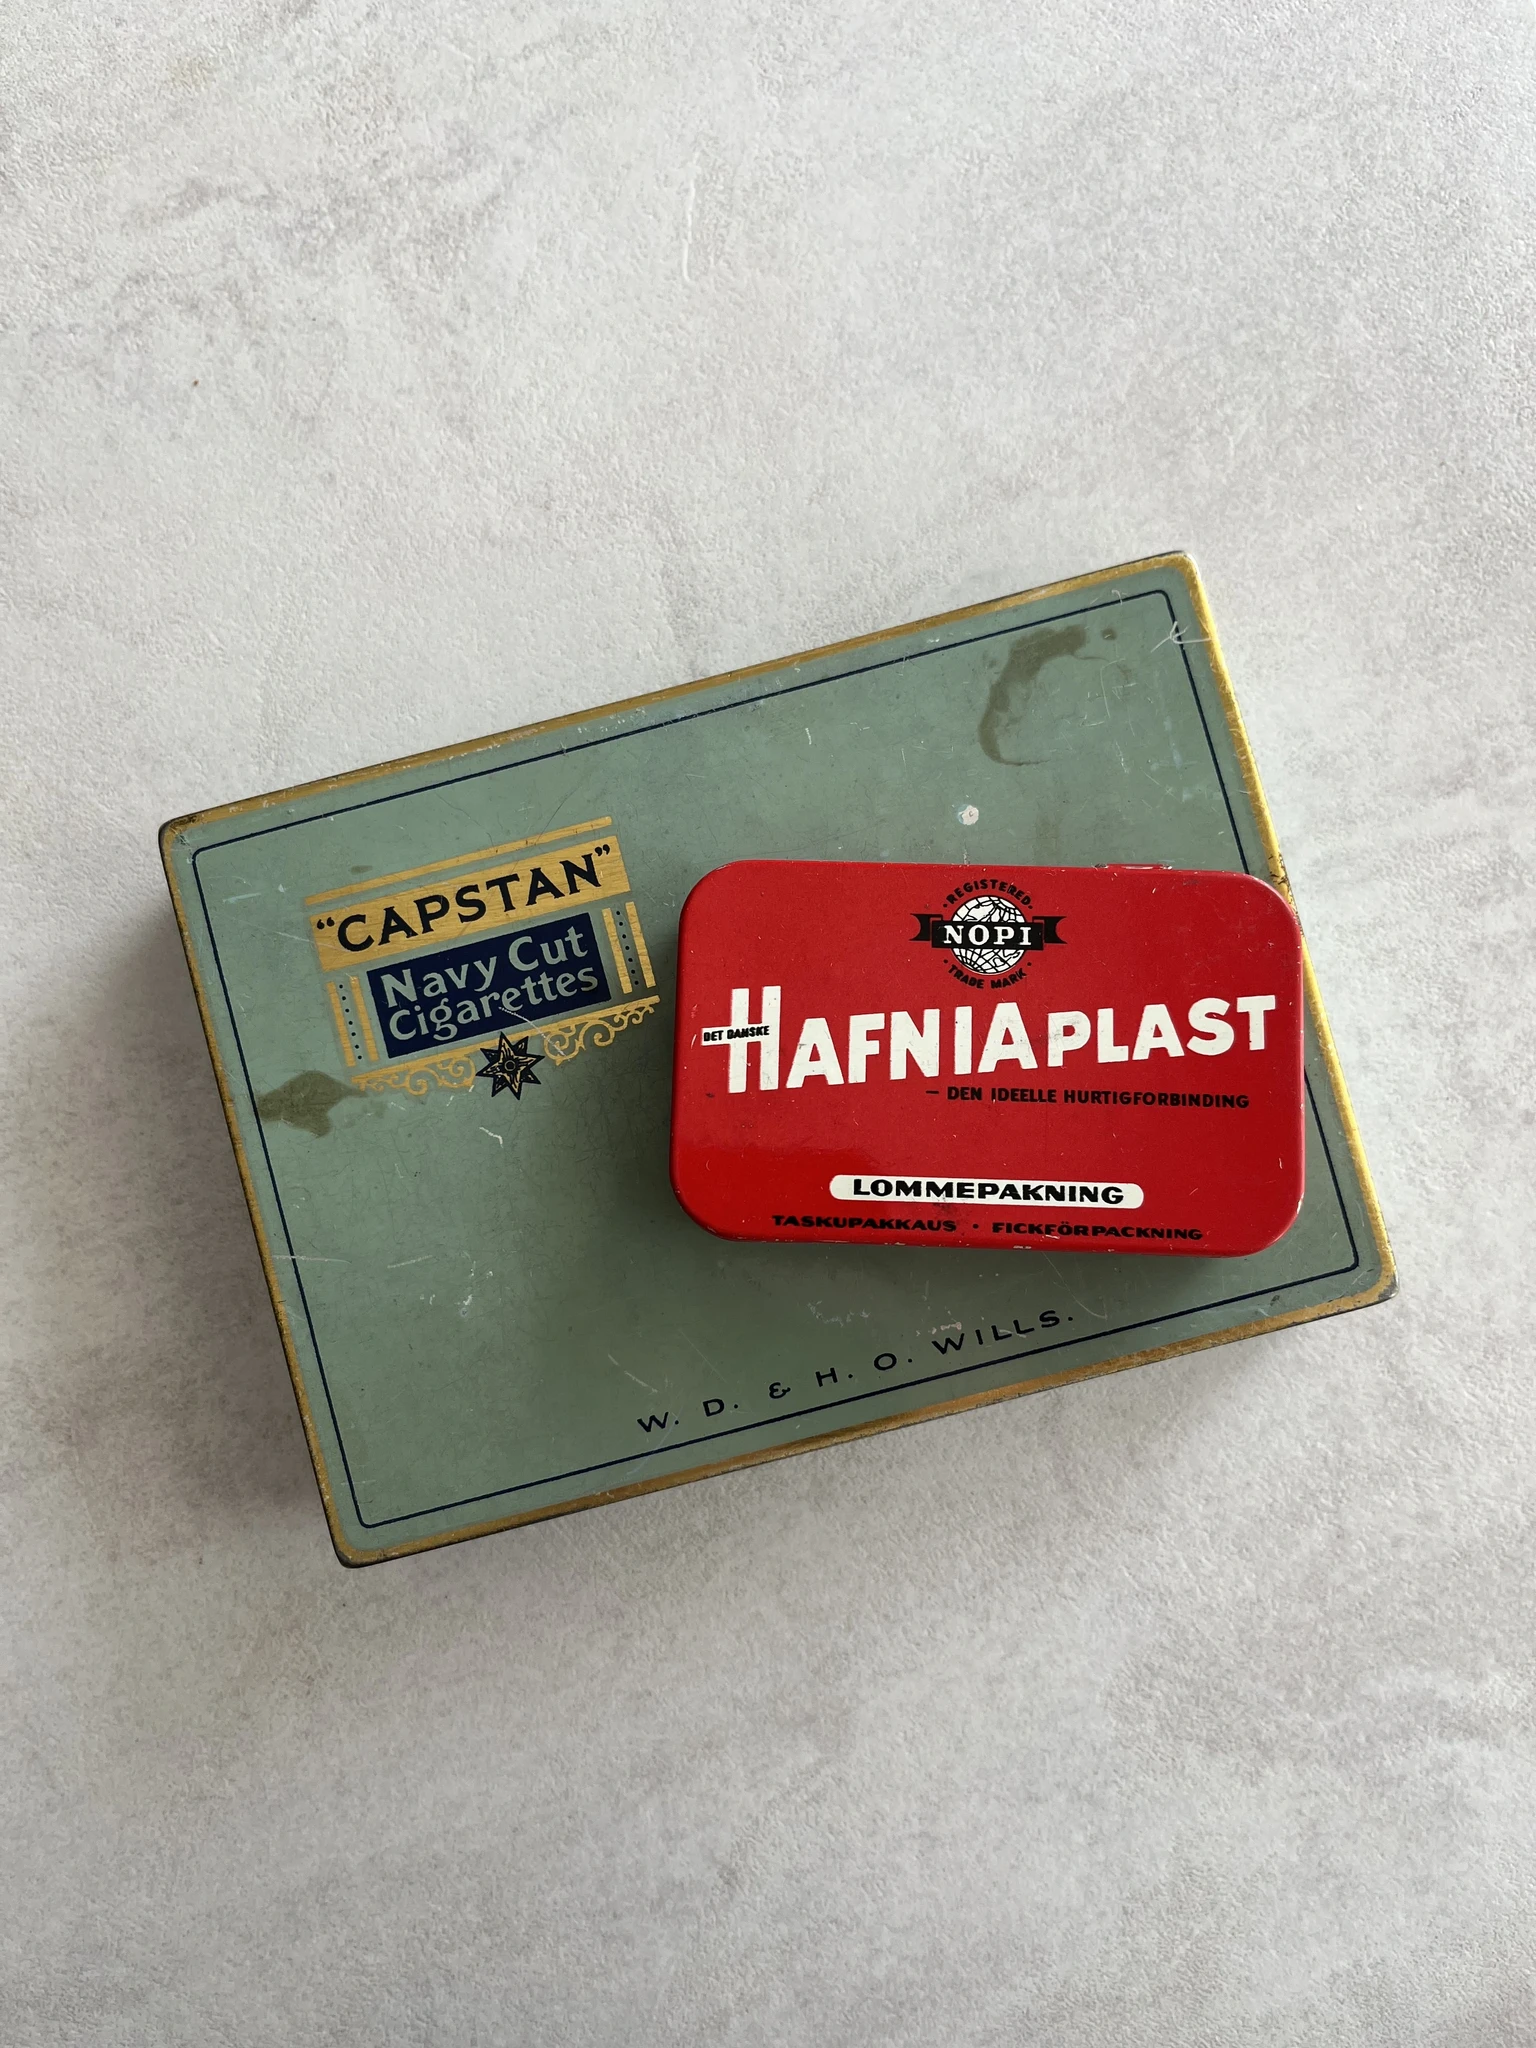 "CAPSTAN"
Navy Cut
Cigarettes
W. D. & H. O. WILLS.
·REGISTERED·
NOPI
·TRADE MARK·
DET DANSKE
HAFNIAPLAST
– DEN IDEELLE HURTIGFORBINDING
LOMMEPAKNING
TASKUPAKKAUS · FICKFÖRPACKNING